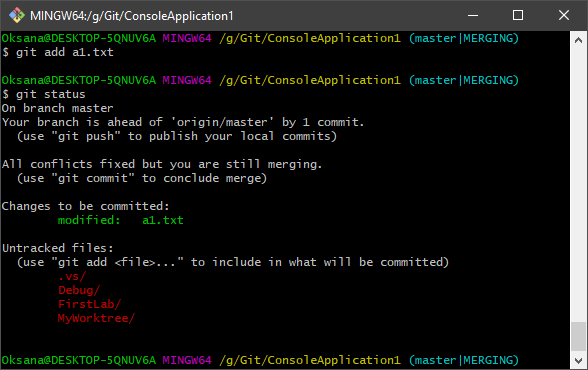 MINGW64:/g/Git/ConsoleApplication1
Oksana@DESKTOP-5QNUV6A MINGW64 /g/Git/ConsoleApplication1 (master|MERGING)
$ git add a1.txt
Oksana@DESKTOP-5QNUV6A MINGW64 /g/Git/ConsoleApplication1 (master|MERGING)
$ git status
On branch master
Your branch is ahead of 'origin/master' by 1 commit.
  (use "git push" to publish your local commits)
All conflicts fixed but you are still merging.
  (use "git commit" to conclude merge)
Changes to be committed:
        modified:   a1.txt
Untracked files:
  (use "git add <file>..." to include in what will be committed)
        .vs/
        Debug/
        FirstLab/
        MyWorktree/
Oksana@DESKTOP-5QNUV6A MINGW64 /g/Git/ConsoleApplication1 (master|MERGING)